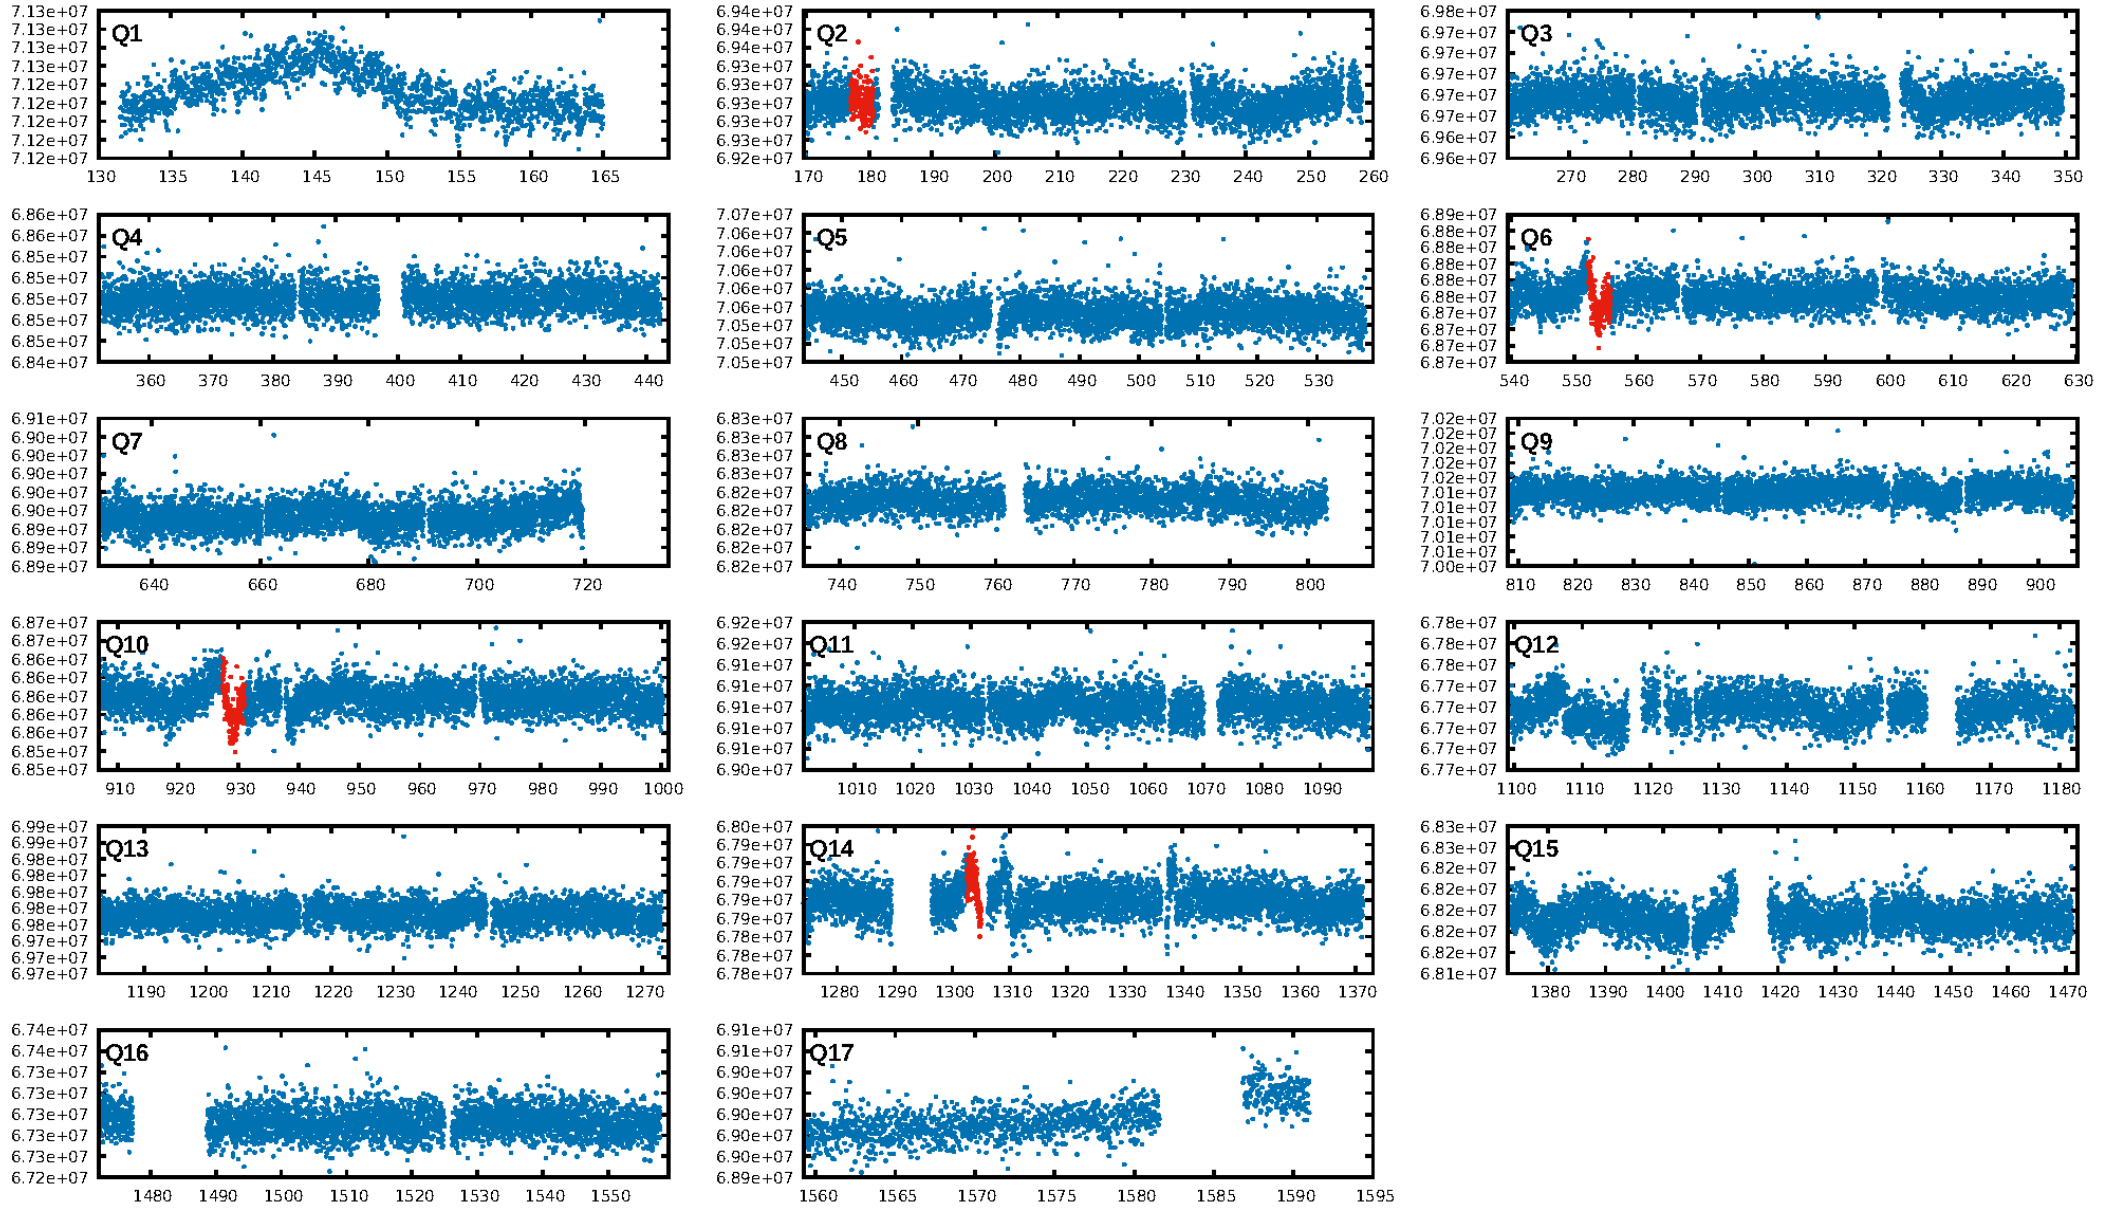 Q1
7.13e+07
7.13e+07
7.13e+07
7.13e+07
7.12e+07
7.12e+07
7.12e+07
7.12e+07
7.12e+07
130 135 140 145 150 155 160 165
Q2
6.94e+07
6.94e+07
6.94e+07
6.93e+07
6.93e+07
6.93e+07
6.93e+07
6.93e+07
6.92e+07
170 180 190 200 210 220 230 240 250 260
Q3
6.98e+07
6.97e+07
6.97e+07
6.97e+07
6.97e+07
6.97e+07
6.96e+07
6.96e+07
270 280 290 300 310 320 330 340 350
Q4
6.86e+07
6.86e+07
6.85e+07
6.85e+07
6.85e+07
6.85e+07
6.85e+07
6.84e+07
360 370 380 390 400 410 420 430 440
Q5
7.07e+07
7.06e+07
7.06e+07
7.06e+07
7.06e+07
7.06e+07
7.05e+07
7.05e+07
7.05e+07
450 460 470 480 490 500 510 520 530
Q6
6.89e+07
6.88e+07
6.88e+07
6.88e+07
6.88e+07
6.88e+07
6.87e+07
6.87e+07
6.87e+07
6.87e+07
540 550 560 570 580 590 600 610 620 630
Q7
6.91e+07
6.90e+07
6.90e+07
6.90e+07
6.90e+07
6.90e+07
6.89e+07
6.89e+07
6.89e+07
640 660 680 700 720
Q8
6.83e+07
6.83e+07
6.83e+07
6.83e+07
6.82e+07
6.82e+07
6.82e+07
6.82e+07
6.82e+07
740 750 760 770 780 790 800
Q9
7.02e+07
7.02e+07
7.02e+07
7.02e+07
7.02e+07
7.01e+07
7.01e+07
7.01e+07
7.01e+07
7.01e+07
7.00e+07
810 820 830 840 850 860 870 880 890 900
Q10
6.87e+07
6.87e+07
6.86e+07
6.86e+07
6.86e+07
6.86e+07
6.86e+07
6.85e+07
6.85e+07
910 920 930 940 950 960 970 980 990 1000
Q11
6.92e+07
6.92e+07
6.91e+07
6.91e+07
6.91e+07
6.91e+07
6.91e+07
6.90e+07
1010 1020 1030 1040 1050 1060 1070 1080 1090
Q12
6.78e+07
6.78e+07
6.78e+07
6.77e+07
6.77e+07
6.77e+07
6.77e+07
6.77e+07
1100 1110 1120 1130 1140 1150 1160 1170 1180
Q13
6.99e+07
6.99e+07
6.98e+07
6.98e+07
6.98e+07
6.98e+07
6.98e+07
6.97e+07
6.97e+07
6.97e+07
1190 1200 1210 1220 1230 1240 1250 1260 1270
Q14
6.80e+07
6.79e+07
6.79e+07
6.79e+07
6.79e+07
6.79e+07
6.78e+07
6.78e+07
6.78e+07
1280 1290 1300 1310 1320 1330 1340 1350 1360 1370
Q15
6.83e+07
6.83e+07
6.82e+07
6.82e+07
6.82e+07
6.82e+07
6.82e+07
6.81e+07
1380 1390 1400 1410 1420 1430 1440 1450 1460 1470
Q16
6.74e+07
6.74e+07
6.73e+07
6.73e+07
6.73e+07
6.73e+07
6.73e+07
6.72e+07
1480 1490 1500 1510 1520 1530 1540 1550
Q17
6.91e+07
6.91e+07
6.90e+07
6.90e+07
6.90e+07
6.90e+07
6.90e+07
6.89e+07
1560 1565 1570 1575 1580 1585 1590 1595